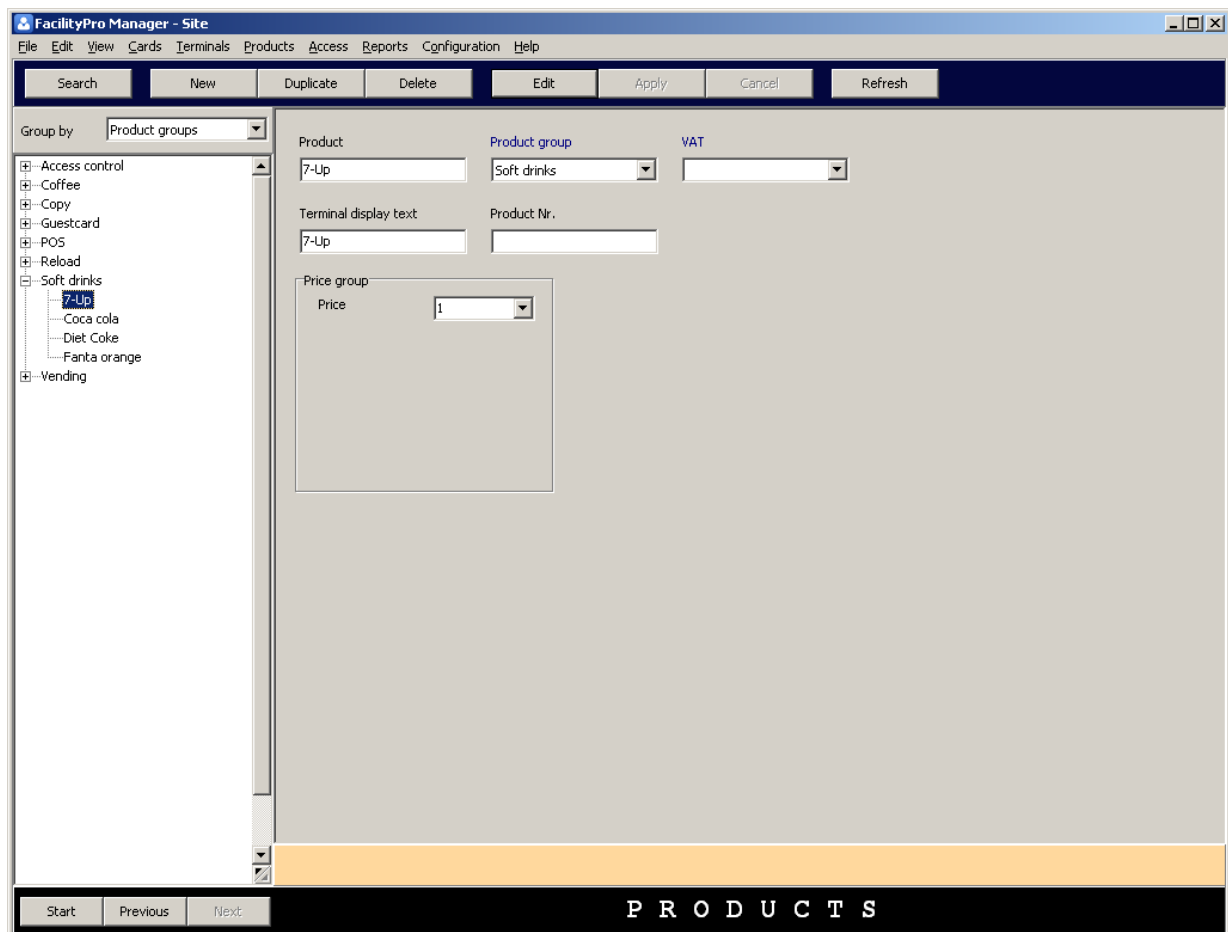 FacilityPro Manager - Site
File Edit View Cards Terminals Products Access Reports Configuration Help
Search New Duplicate Delete Edit Apply Cancel Refresh
Group by Product groups
Access control
Coffee
Copy
Guestcard
POS
Reload
Soft drinks
7-Up
Coca cola
Diet Coke
Fanta orange
Vending
Product Product group VAT
7-Up Soft drinks
Terminal display text Product Nr.
7-Up
Price group
Price 1
Start Previous Next
PRODUCTS